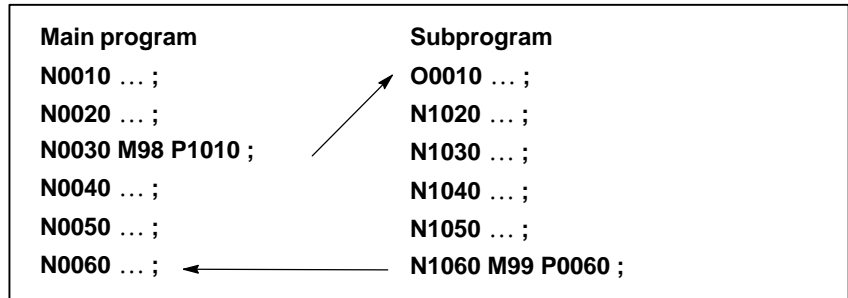 Main program
N0010 … ;
N0020 … ;
N0030 M98 P1010 ;
N0040 … ;
N0050 … ;
N0060 … ;
Subprogram
O0010 … ;
N1020 … ;
N1030 … ;
N1040 … ;
N1050 … ;
N1060 M99 P0060 ;